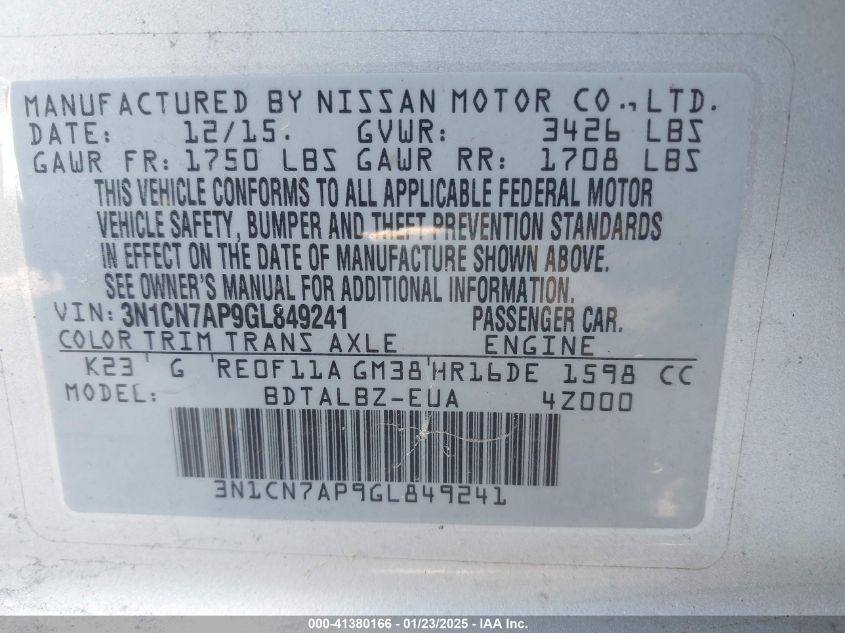 MANUFACTURED BY NISSAN MOTOR CO.,LTD.
DATE: 12/15. GVWR: 3426 LBS
GAWR FR: 1750 LBS GAWR RR: 1708 LBS
THIS VEHICLE CONFORMS TO ALL APPLICABLE FEDERAL MOTOR
VEHICLE SAFETY, BUMPER AND THEFT PREVENTION STANDARDS
IN EFFECT ON THE DATE OF MANUFACTURE SHOWN ABOVE.
SEE OWNER'S MANUAL FOR ADDITIONAL INFORMATION.
VIN: 3N1CN7AP9GL849241 PASSENGER CAR.
COLOR TRIM TRANS AXLE ENGINE
K23 ' G ' RE0F11A GM38 ' HR16DE 1598 CC
MODEL: BDTALBZ-EUA 4Z000
3N1CN7AP9GL849241
000-41380166 — 01/23/2025 — IAA Inc.